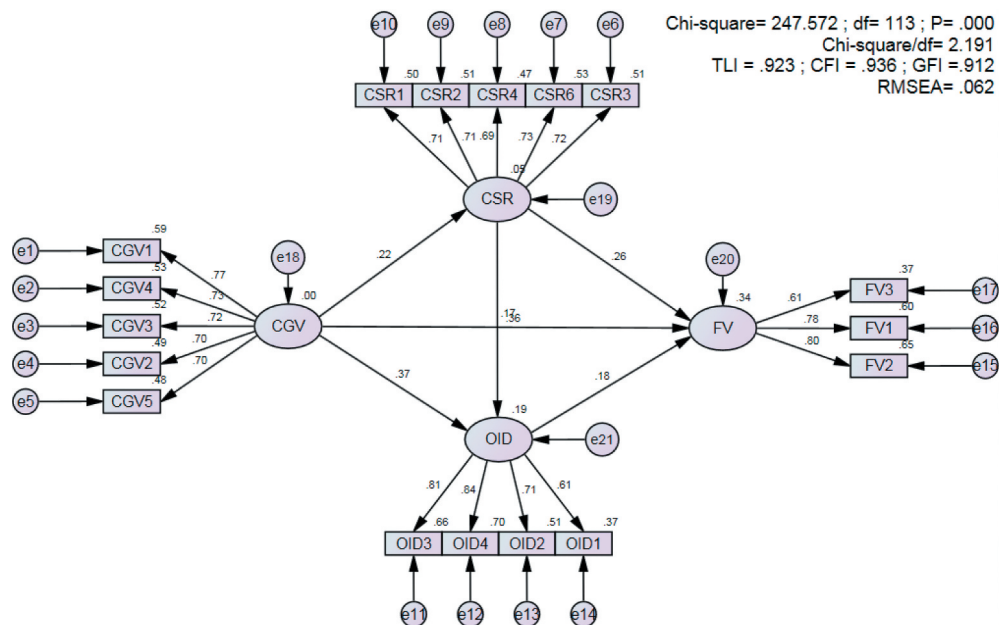 Chi-square= 247.572 ; df= 113 ; P= .000
Chi-square/df= 2.191
TLI = .923 ; CFI = .936 ; GFI =.912
RMSEA= .062
e10 e9 e8 e7 e6
.50 .51 .47 .53 .51
CSR1 CSR2 CSR4 CSR6 CSR3
.71 .71 .69 .73 .72
.05
CSR e19
e18 .22 .26 e20
.00 .17 .36 .34
CGV FV
e1 CGV1 .59 .77
e2 CGV4 .53 .73
e3 CGV3 .52 .72
e4 CGV2 .49 .70
e5 CGV5 .48 .70
.61 FV3 .37 e17
.78 FV1 .60 e16
.80 FV2 .65 e15
.37 .18
.19
OID e21
.81 .84 .71 .61
.66 .70 .51 .37
OID3 OID4 OID2 OID1
e11 e12 e13 e14